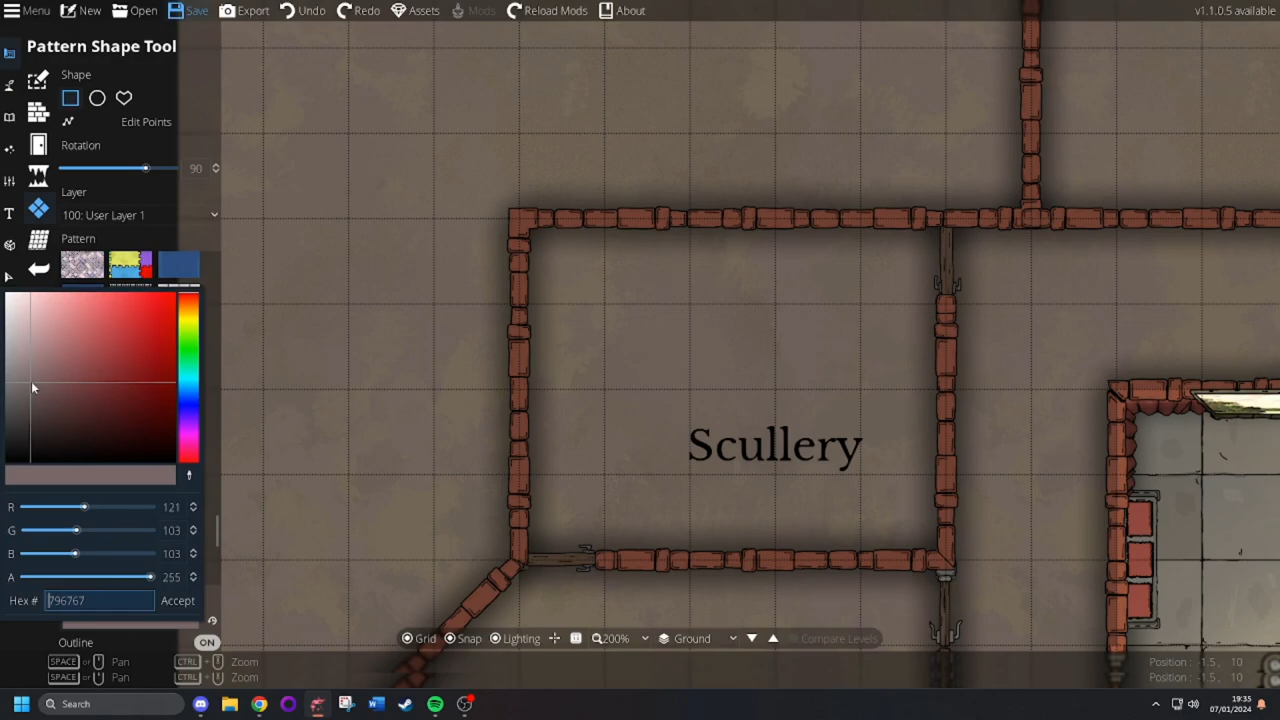 Menu New Open Save Export Undo Redo Assets Mods Reload Mods About v1.1.0.5 available
Pattern Shape Tool
Shape
Edit Points
Rotation
90
Layer
100: User Layer 1
Pattern
Scullery
R 121
G 103
B 103
A 255
Hex # 796767 Accept
Grid Snap Lighting 200% Ground Compare Levels
Outline ON
SPACE or Pan CTRL + Zoom Position : -1.5, 10
SPACE or Pan CTRL + Zoom Position : -1.5, 10
Search
19:35
07/01/2024